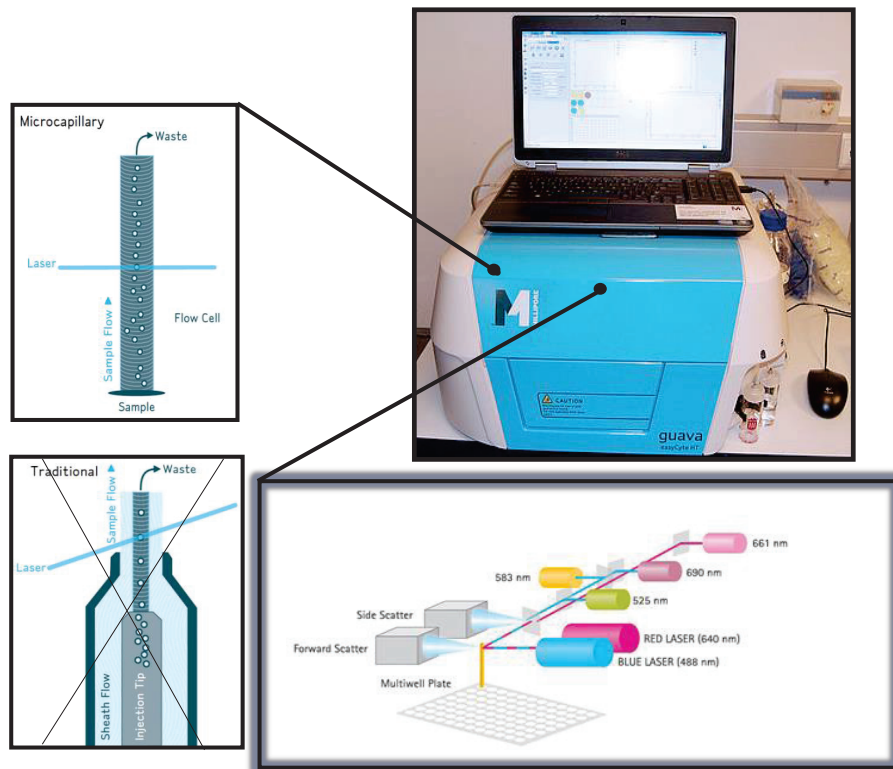 Microcapillary
Waste
Laser
Sample Flow
Flow Cell
Sample
Traditional
Waste
Sample Flow
Laser
Sheath Flow
Injection Tip
M
MILLIPORE
CAUTION
guava
easyCyte HT
661 nm
583 nm
690 nm
525 nm
Side Scatter
RED LASER (640 nm)
Forward Scatter
BLUE LASER (488 nm)
Multiwell Plate